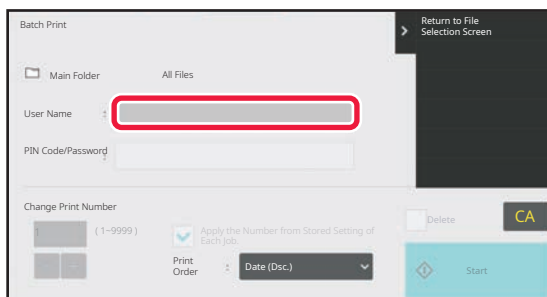 Batch Print
Return to File
Selection Screen
Main Folder
All Files
User Name :
PIN Code/Password :
Change Print Number
1
( 1~9999 )
Apply the Number from Stored Setting of
Each Job.
Print
Order : Date (Dsc.)
Delete
CA
Start